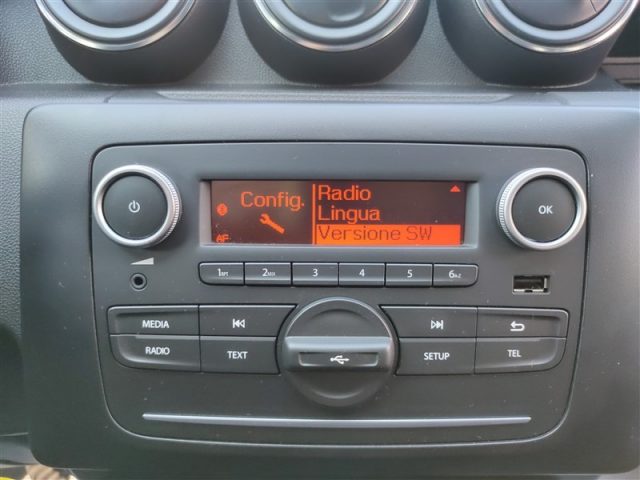 Config.
Radio
Lingua
Versione SW
AF
OK
1 2 3 4 5 6
MEDIA
RADIO TEXT SETUP TEL